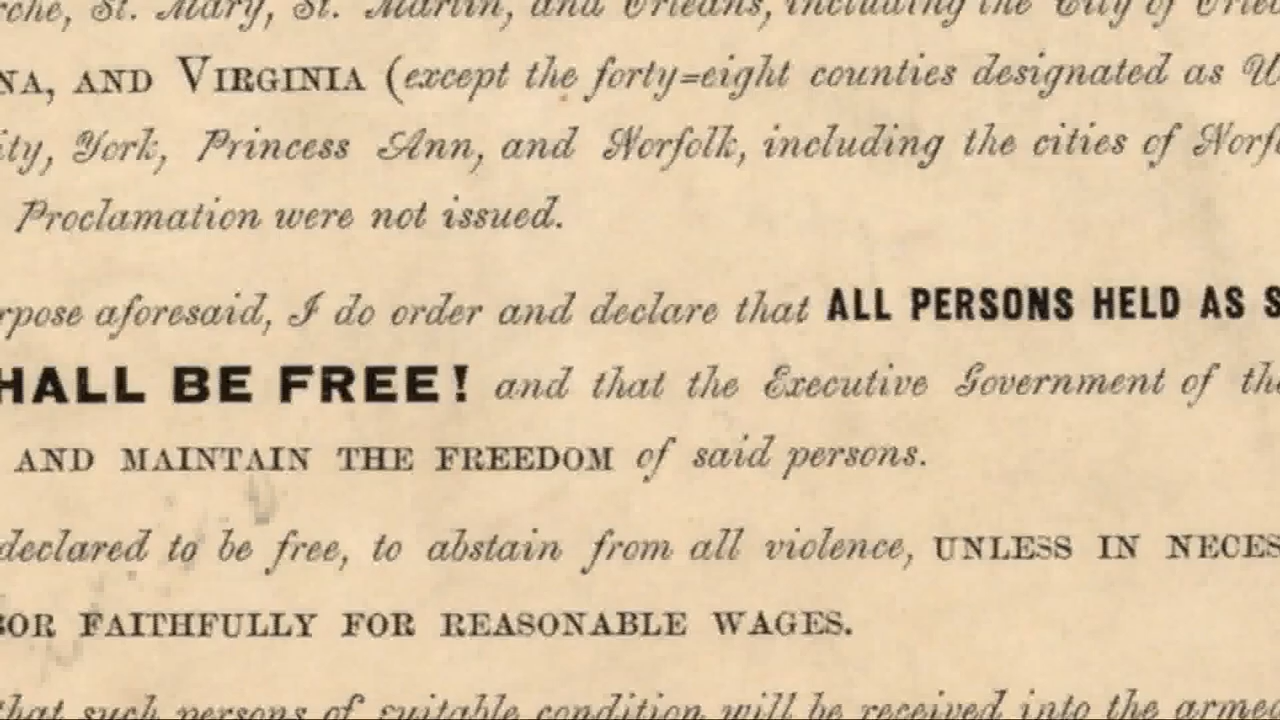 rche, St. Mary, St. Martin, and Orleans, including the City of Orlea
NA, AND VIRGINIA (except the forty=eight counties designated as W
ity, York, Princess Ann, and Norfolk, including the cities of Norfo
Proclamation were not issued.
rpose aforesaid, I do order and declare that ALL PERSONS HELD AS S
HALL BE FREE! and that the Executive Government of the
AND MAINTAIN THE FREEDOM of said persons.
declared to be free, to abstain from all violence, UNLESS IN NECES
BOR FAITHFULLY FOR REASONABLE WAGES.
that such persons of suitable condition will be received into the armed